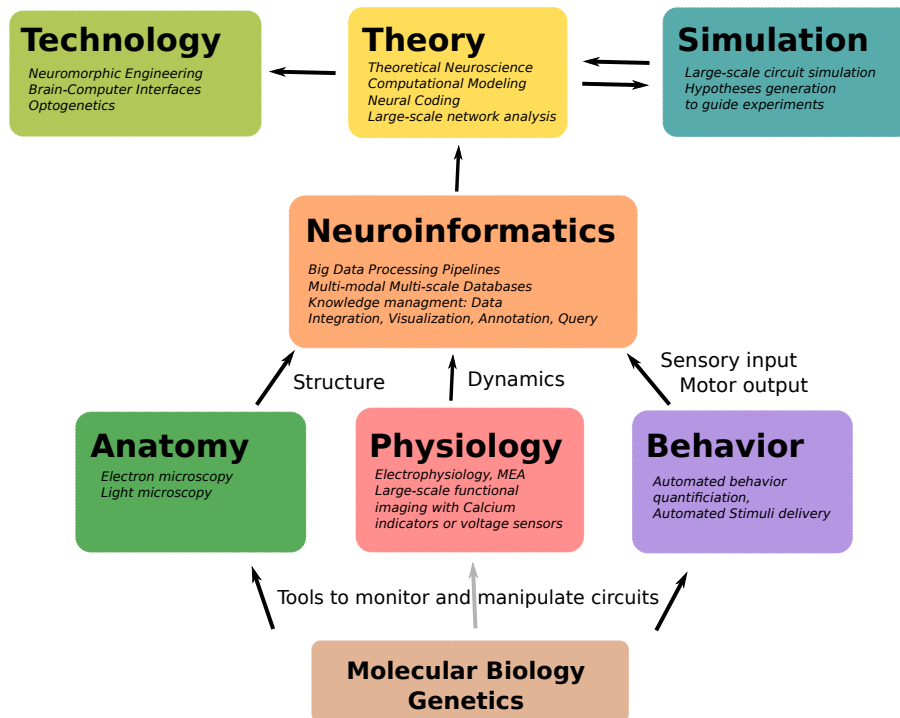 Technology
Neuromorphic Engineering
Brain-Computer Interfaces
Optogenetics
Theory
Theoretical Neuroscience
Computational Modeling
Neural Coding
Large-scale network analysis
Simulation
Large-scale circuit simulation
Hypotheses generation
to guide experiments
Neuroinformatics
Big Data Processing Pipelines
Multi-modal Multi-scale Databases
Knowledge managment: Data
Integration, Visualization, Annotation, Query
Structure
Dynamics
Sensory input
Motor output
Anatomy
Electron microscopy
Light microscopy
Physiology
Electrophysiology, MEA
Large-scale functional
imaging with Calcium
indicators or voltage sensors
Behavior
Automated behavior
quantificiation,
Automated Stimuli delivery
Tools to monitor and manipulate circuits
Molecular Biology
Genetics